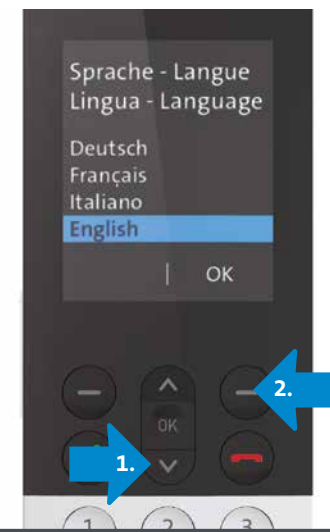 Sprache - Langue
Lingua - Language
Deutsch
Français
Italiano
English
| OK
2.
OK
1.
1 2 3